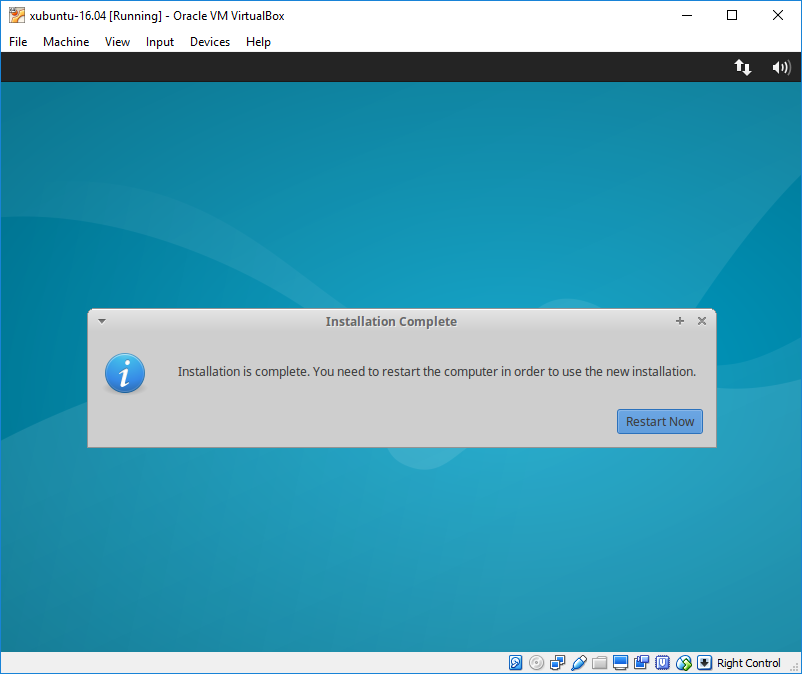 xubuntu-16.04 [Running] - Oracle VM VirtualBox
File Machine View Input Devices Help
Installation Complete
Installation is complete. You need to restart the computer in order to use the new installation.
Restart Now
Right Control